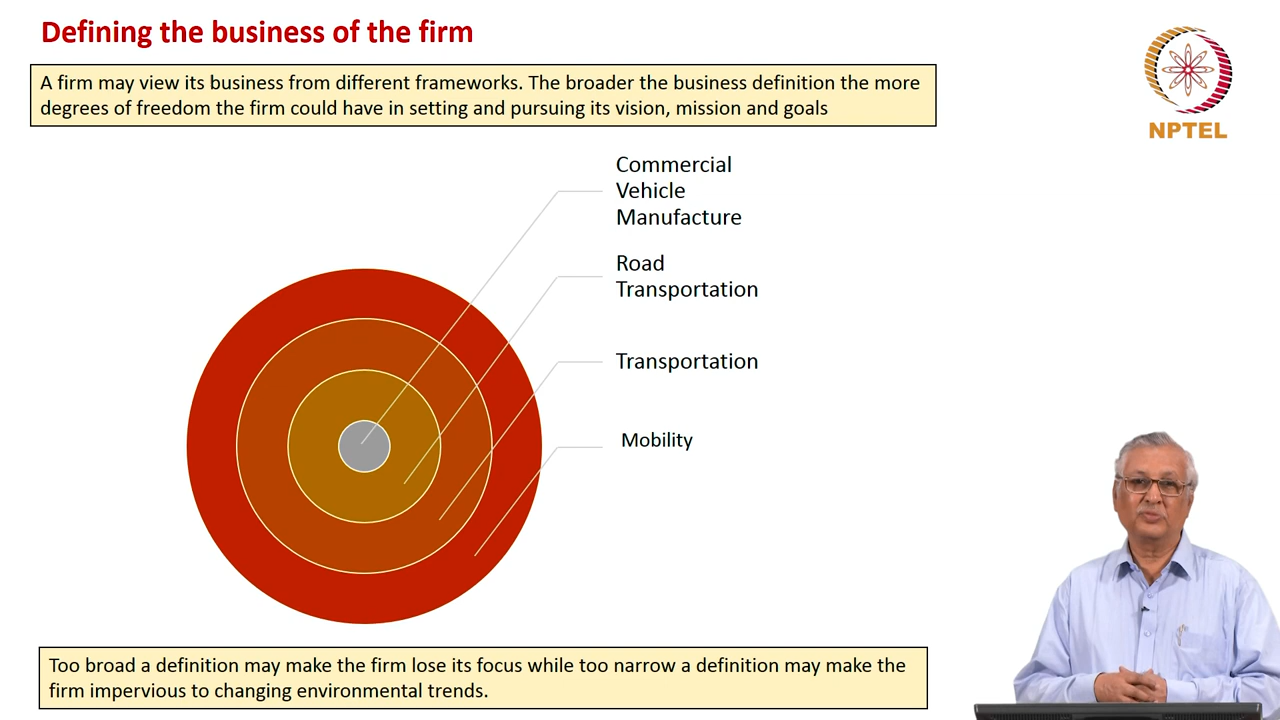 Defining the business of the firm
A firm may view its business from different frameworks. The broader the business definition the more
degrees of freedom the firm could have in setting and pursuing its vision, mission and goals
NPTEL
Commercial
Vehicle
Manufacture
Road
Transportation
Transportation
Mobility
Too broad a definition may make the firm lose its focus while too narrow a definition may make the
firm impervious to changing environmental trends.